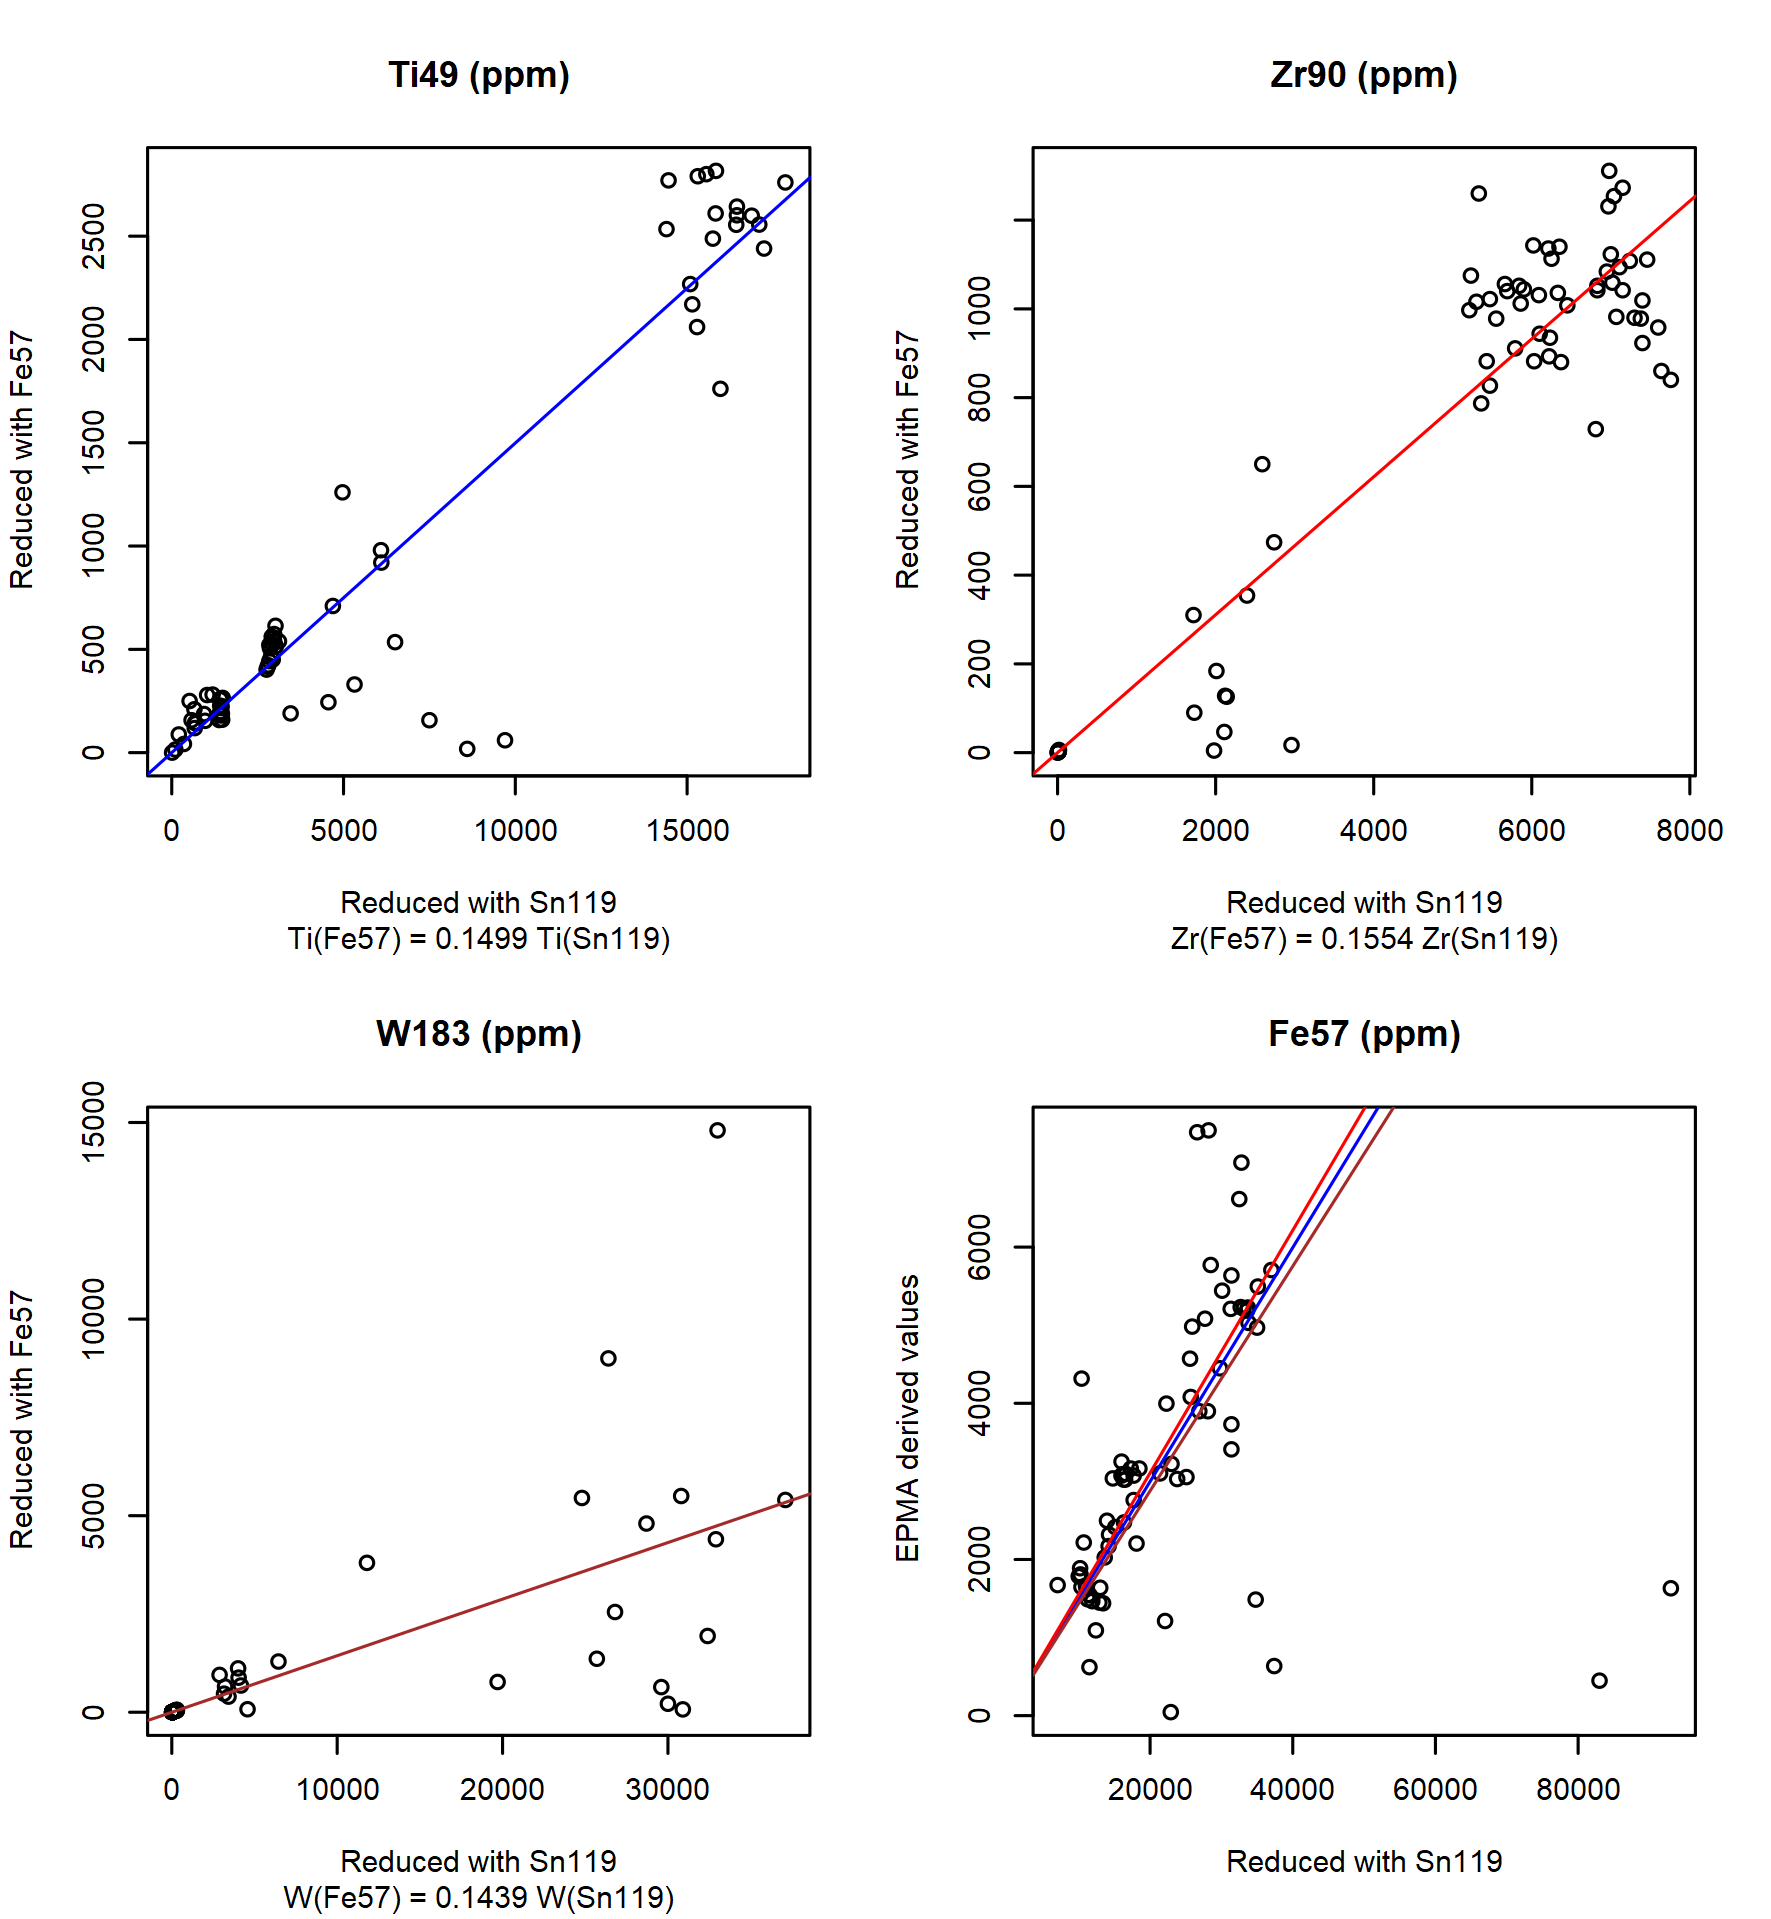 Ti49 (ppm)
Reduced with Fe57
0
500
1000
1500
2000
2500
0
5000
10000
15000
Reduced with Sn119
Ti(Fe57) = 0.1499 Ti(Sn119)
Zr90 (ppm)
Reduced with Fe57
0
200
400
600
800
1000
0
2000
4000
6000
8000
Reduced with Sn119
Zr(Fe57) = 0.1554 Zr(Sn119)
W183 (ppm)
Reduced with Fe57
0
5000
10000
15000
0
10000
20000
30000
Reduced with Sn119
W(Fe57) = 0.1439 W(Sn119)
Fe57 (ppm)
EPMA derived values
0
2000
4000
6000
20000
40000
60000
80000
Reduced with Sn119